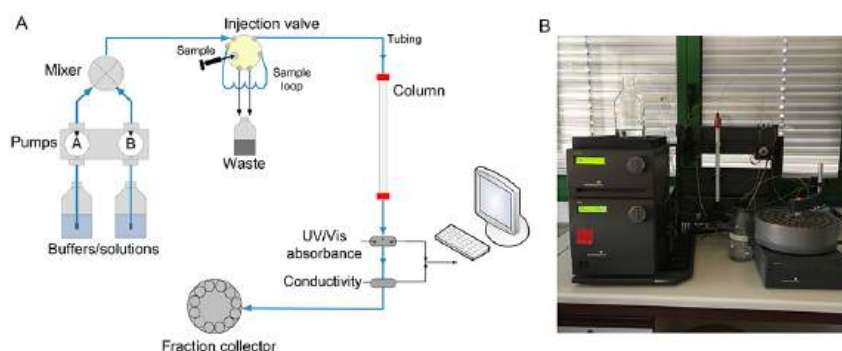 A
B
Injection valve
Tubing
Sample
Mixer
Sample
loop
Column
Pumps
A
B
Waste
Buffers/solutions
UV/Vis
absorbance
Conductivity
Fraction collector